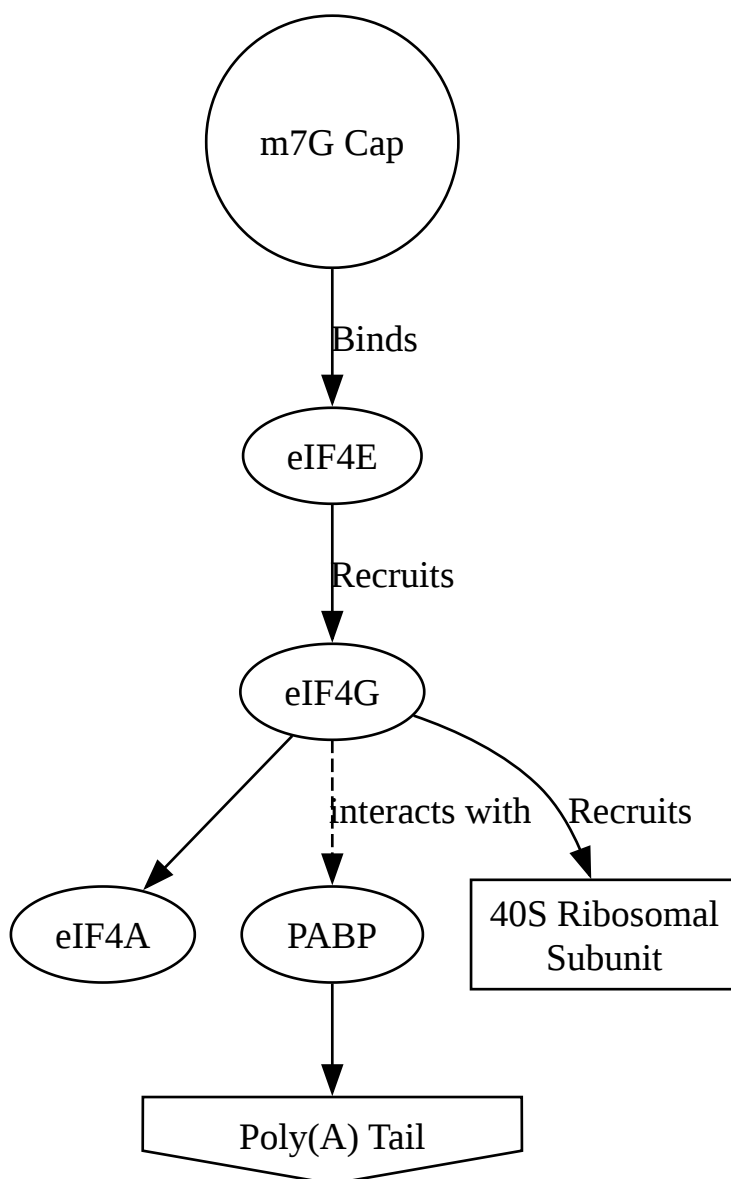 m7G Cap
Binds
eIF4E
Recruits
eIF4G
interacts with
Recruits
eIF4A
PABP
40S Ribosomal
Subunit
Poly(A) Tail